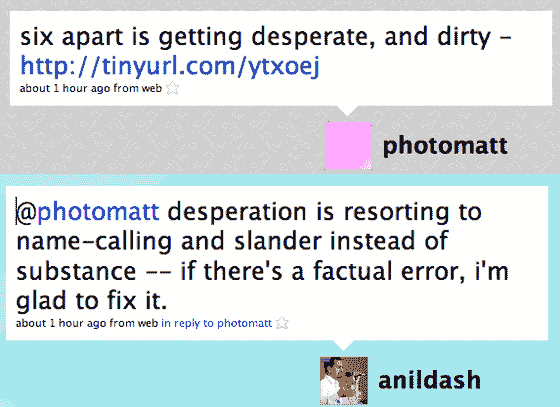 six apart is getting desperate, and dirty -
http://tinyurl.com/ytxoej
about 1 hour ago from web
photomatt
@photomatt desperation is resorting to
name-calling and slander instead of
substance -- if there's a factual error, i'm
glad to fix it.
about 1 hour ago from web in reply to photomatt
anildash